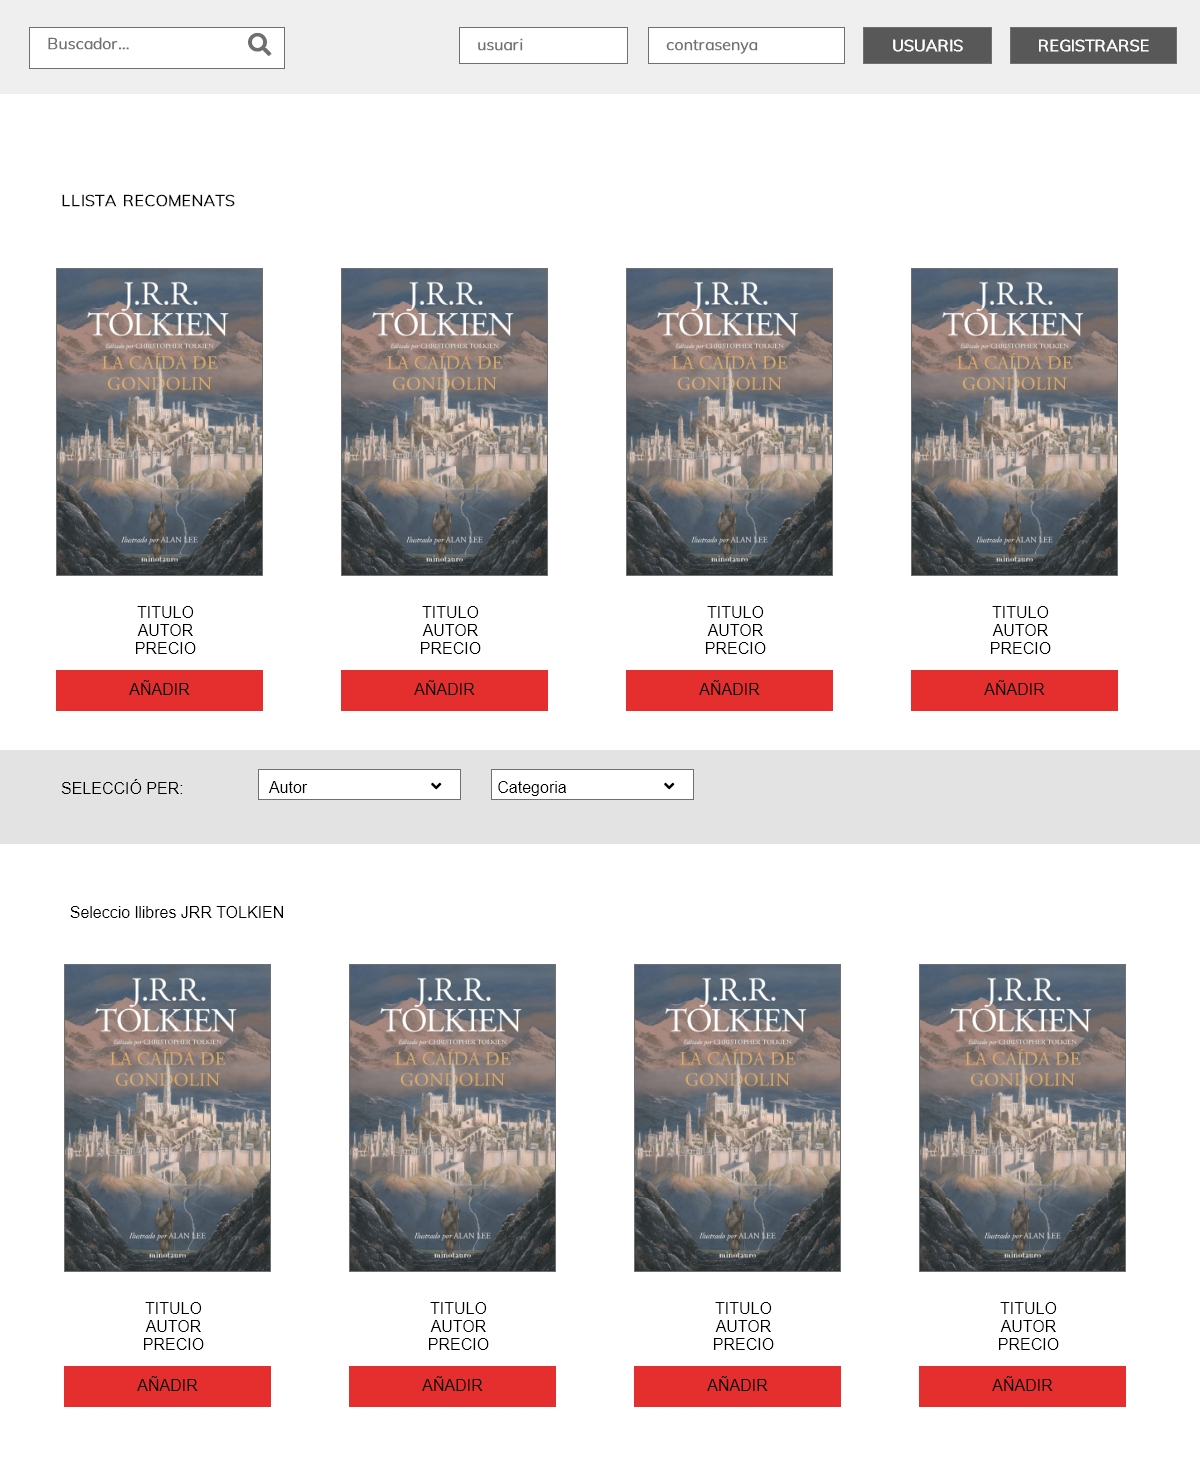 Buscador...
usuari
contrasenya
USUARIS
REGISTRARSE
LLISTA RECOMENATS
J.R.R.
TOLKIEN
Editado por CHRISTOPHER TOLKIEN
LA CAÍDA DE
GONDOLIN
Ilustrado por ALAN LEE
minotauro
J.R.R.
TOLKIEN
Editado por CHRISTOPHER TOLKIEN
LA CAÍDA DE
GONDOLIN
Ilustrado por ALAN LEE
minotauro
J.R.R.
TOLKIEN
Editado por CHRISTOPHER TOLKIEN
LA CAÍDA DE
GONDOLIN
Ilustrado por ALAN LEE
minotauro
J.R.R.
TOLKIEN
Editado por CHRISTOPHER TOLKIEN
LA CAÍDA DE
GONDOLIN
Ilustrado por ALAN LEE
minotauro
TITULO
AUTOR
PRECIO
AÑADIR
TITULO
AUTOR
PRECIO
AÑADIR
TITULO
AUTOR
PRECIO
AÑADIR
TITULO
AUTOR
PRECIO
AÑADIR
SELECCIÓ PER:
Autor
Categoria
Seleccio llibres JRR TOLKIEN
J.R.R.
TOLKIEN
Editado por CHRISTOPHER TOLKIEN
LA CAÍDA DE
GONDOLIN
Ilustrado por ALAN LEE
minotauro
J.R.R.
TOLKIEN
Editado por CHRISTOPHER TOLKIEN
LA CAÍDA DE
GONDOLIN
Ilustrado por ALAN LEE
minotauro
J.R.R.
TOLKIEN
Editado por CHRISTOPHER TOLKIEN
LA CAÍDA DE
GONDOLIN
Ilustrado por ALAN LEE
minotauro
J.R.R.
TOLKIEN
Editado por CHRISTOPHER TOLKIEN
LA CAÍDA DE
GONDOLIN
Ilustrado por ALAN LEE
minotauro
TITULO
AUTOR
PRECIO
AÑADIR
TITULO
AUTOR
PRECIO
AÑADIR
TITULO
AUTOR
PRECIO
AÑADIR
TITULO
AUTOR
PRECIO
AÑADIR